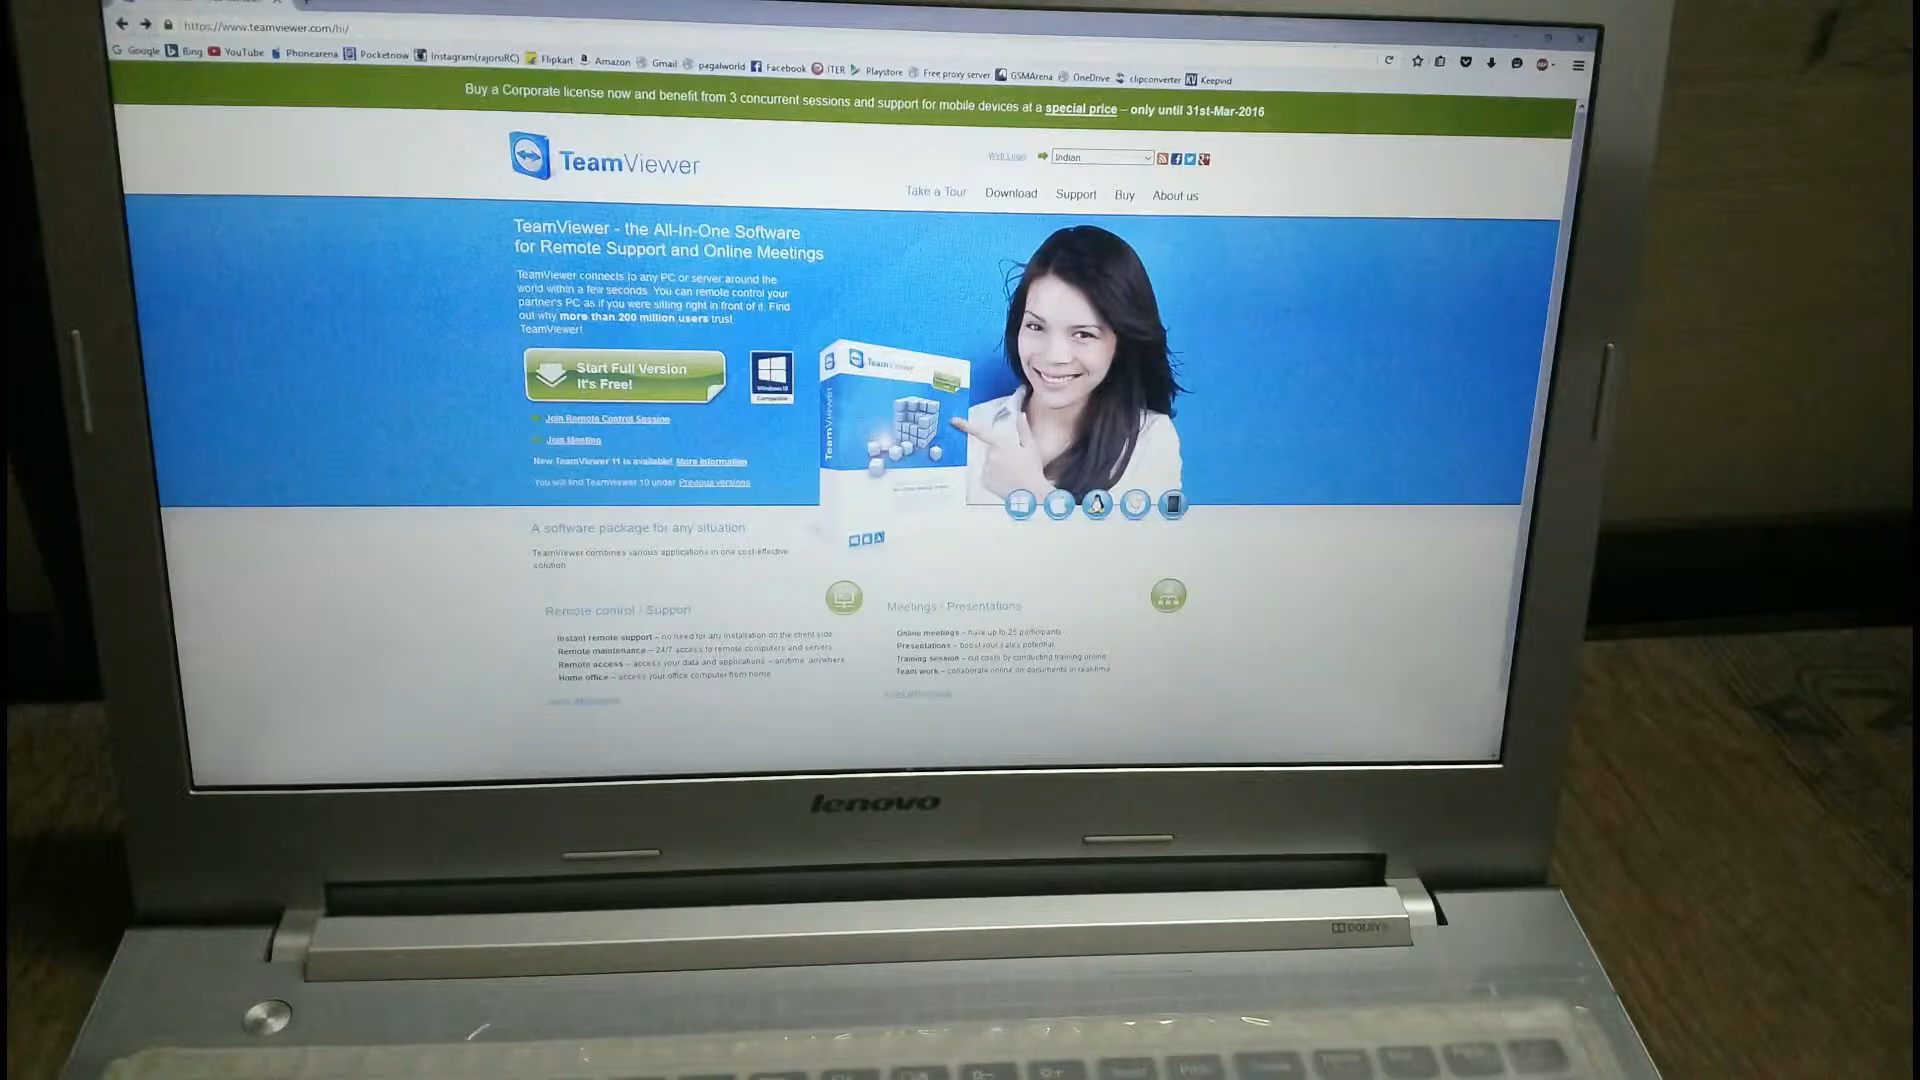 https://www.teamviewer.com/hi/
Google Bing YouTube Phonearena Pocketnow Instagram(rajorsiRC) Flipkart Amazon Gmail pagalworld Facebook ITER Playstore Free proxy server GSMArena OneDrive clipconverter Keepvid
Buy a Corporate license now and benefit from 3 concurrent sessions and support for mobile devices at a special price – only until 31st-Mar-2016
TeamViewer
Web Login Indian
Take a Tour Download Support Buy About us
TeamViewer - the All-In-One Software
for Remote Support and Online Meetings
TeamViewer connects to any PC or server around the
world within a few seconds. You can remote control your
partner's PC as if you were sitting right in front of it. Find
out why more than 200 million users trust
TeamViewer!
Start Full Version
It's Free!
Windows 10
Compatible
TeamViewer
TeamViewer
Join Remote Control Session
Join Meeting
New TeamViewer 11 is available! More information
You will find TeamViewer 10 under Previous versions
A software package for any situation
TeamViewer combines various applications in one cost-effective
solution
Remote control / Support
Instant remote support – no need for any installation on the client side
Remote maintenance – 24/7 access to remote computers and servers
Remote access – access your data and applications – anytime, anywhere
Home office – access your office computer from home
Meetings / Presentations
Online meetings – have up to 25 participants
Presentations – boost your sales potential
Training session – cut costs by conducting training online
Team work – collaborate online on documents in real-time
lenovo
DOLBY